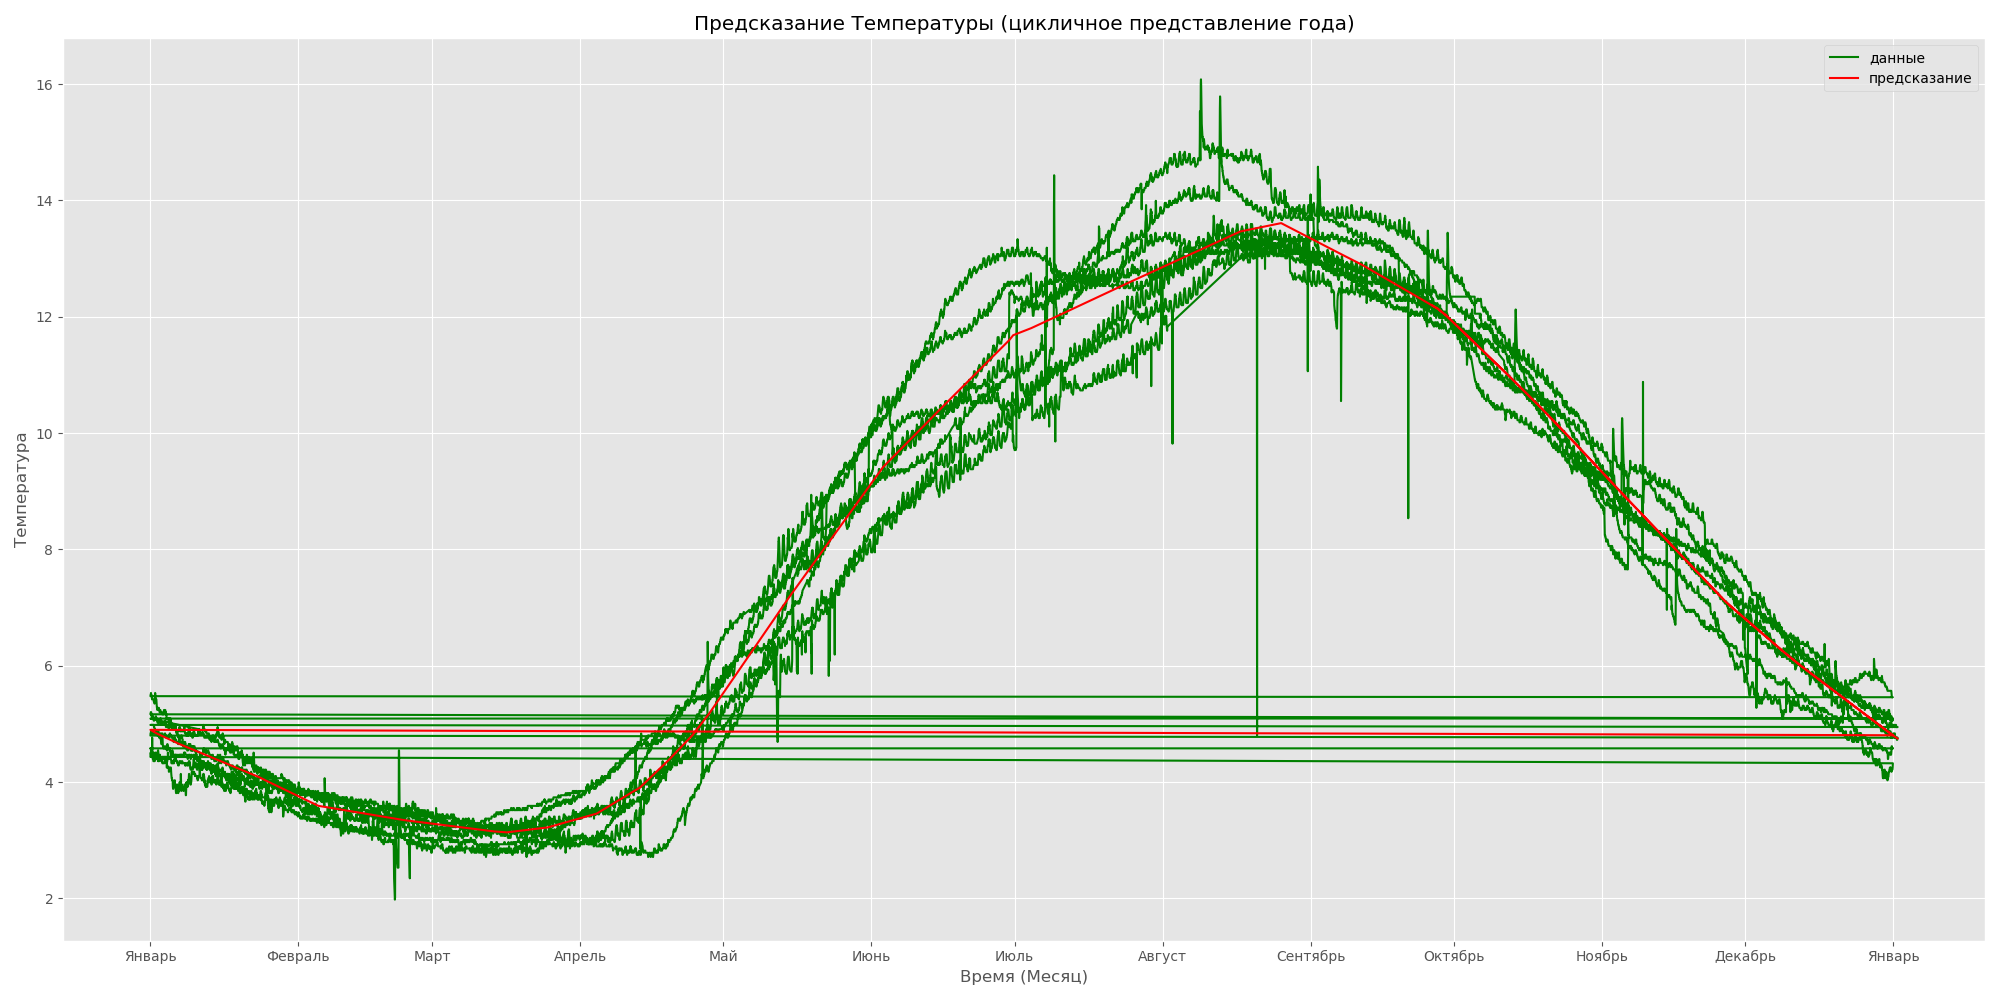 Предсказание Температуры (цикличное представление года)
данные
предсказание
16
14
12
10
8
6
4
2
Температура
Январь Февраль Март Апрель Май Июнь Июль Август Сентябрь Октябрь Ноябрь Декабрь Январь
Время (Месяц)